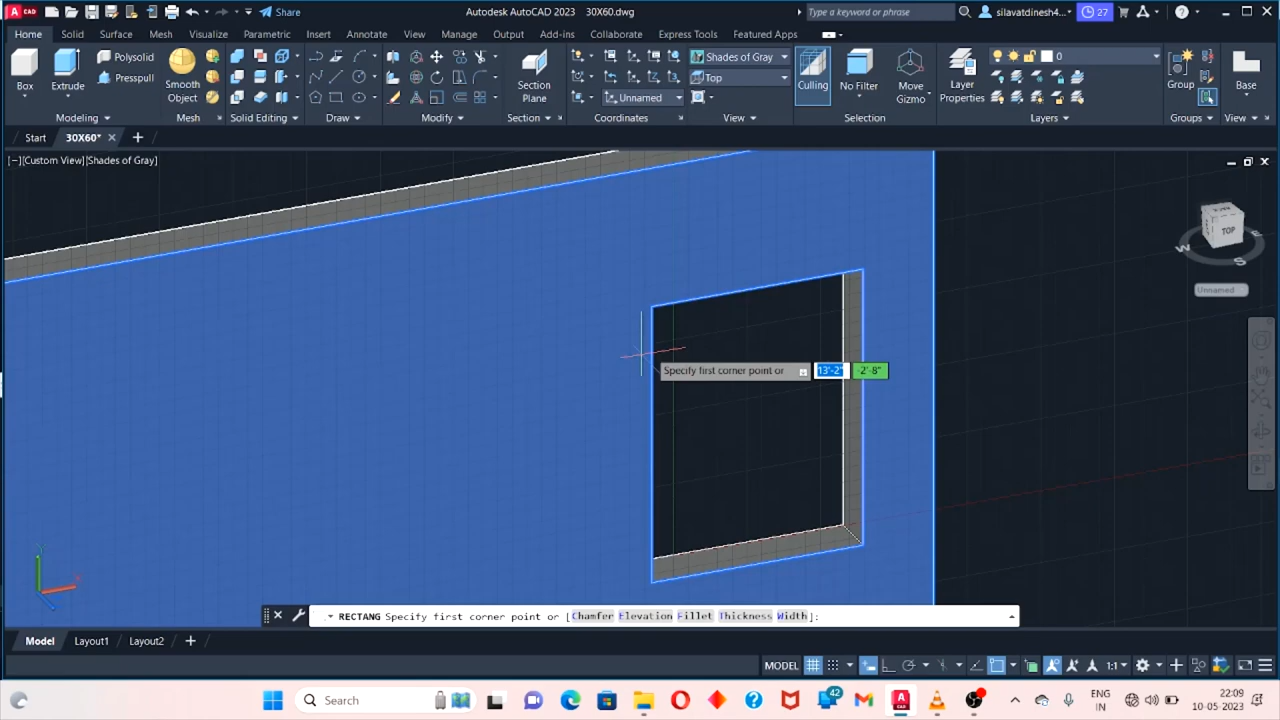 A CAD Share Autodesk AutoCAD 2023 30X60.dwg Type a keyword or phrase silavatdinesh4... 27
Home Solid Surface Mesh Visualize Parametric Insert Annotate View Manage Output Add-ins Collaborate Express Tools Featured Apps
Polysolid Shades of Gray 0
Presspull Top
Box Extrude Smooth Object Section Plane Unnamed Culling No Filter Move Gizmo Layer Properties Group Base
Modeling Mesh Solid Editing Draw Modify Section Coordinates View Selection Layers Groups View
Start 30X60* +
[−][Custom View][Shades of Gray]
TOP
W S E
Unnamed
Specify first corner point or 13'-2" -2'-8"
RECTANG Specify first corner point or [Chamfer Elevation Fillet Thickness Width]:
Model Layout1 Layout2 +
MODEL 1:1
Search 42 ENG 22:09
IN 10-05-2023